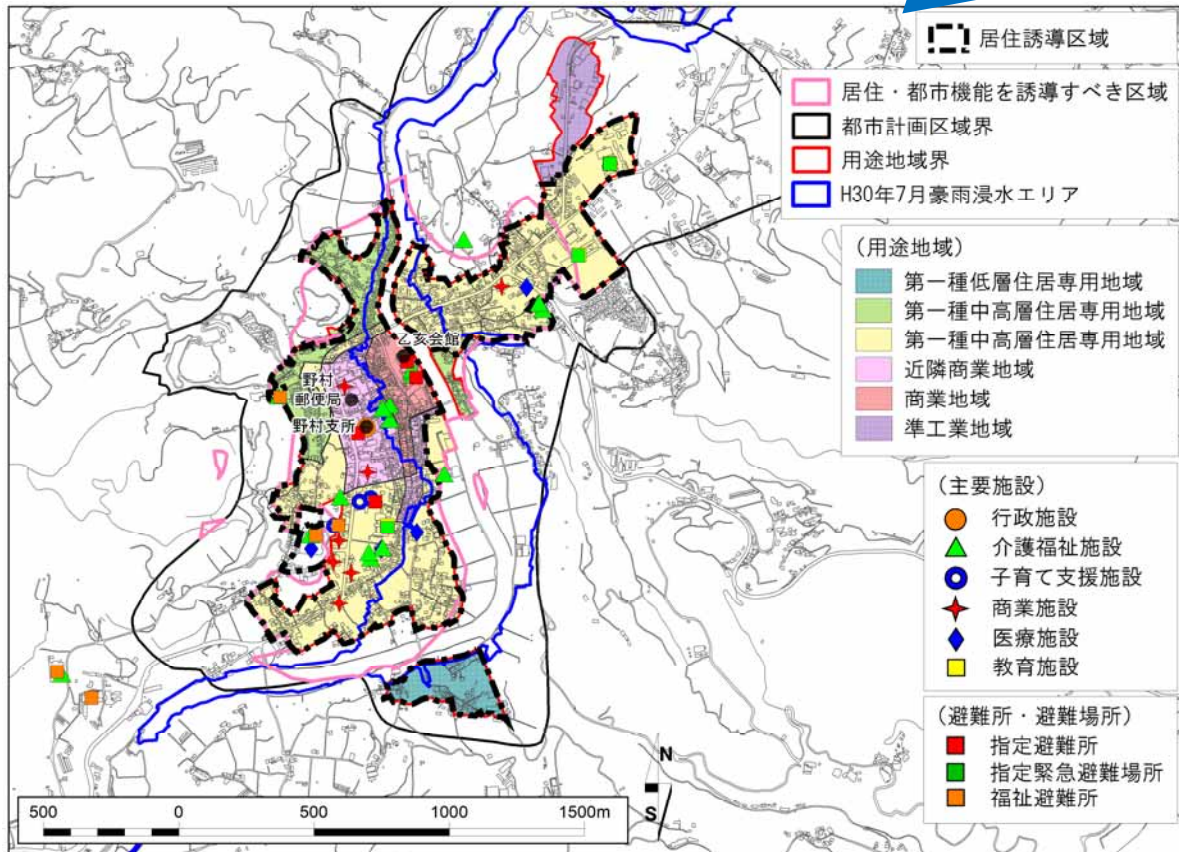 居住誘導区域
居住・都市機能を誘導すべき区域
都市計画区域界
用途地域界
H30年7月豪雨浸水エリア
（用途地域）
第一種低層住居専用地域
第一種中高層住居専用地域
第一種中高層住居専用地域
近隣商業地域
商業地域
準工業地域
乙亥会館
野村
郵便局
野村支所
（主要施設）
行政施設
介護福祉施設
子育て支援施設
商業施設
医療施設
教育施設
（避難所・避難場所）
指定避難所
指定緊急避難場所
福祉避難所
N
S
500 0 500 1000 1500m